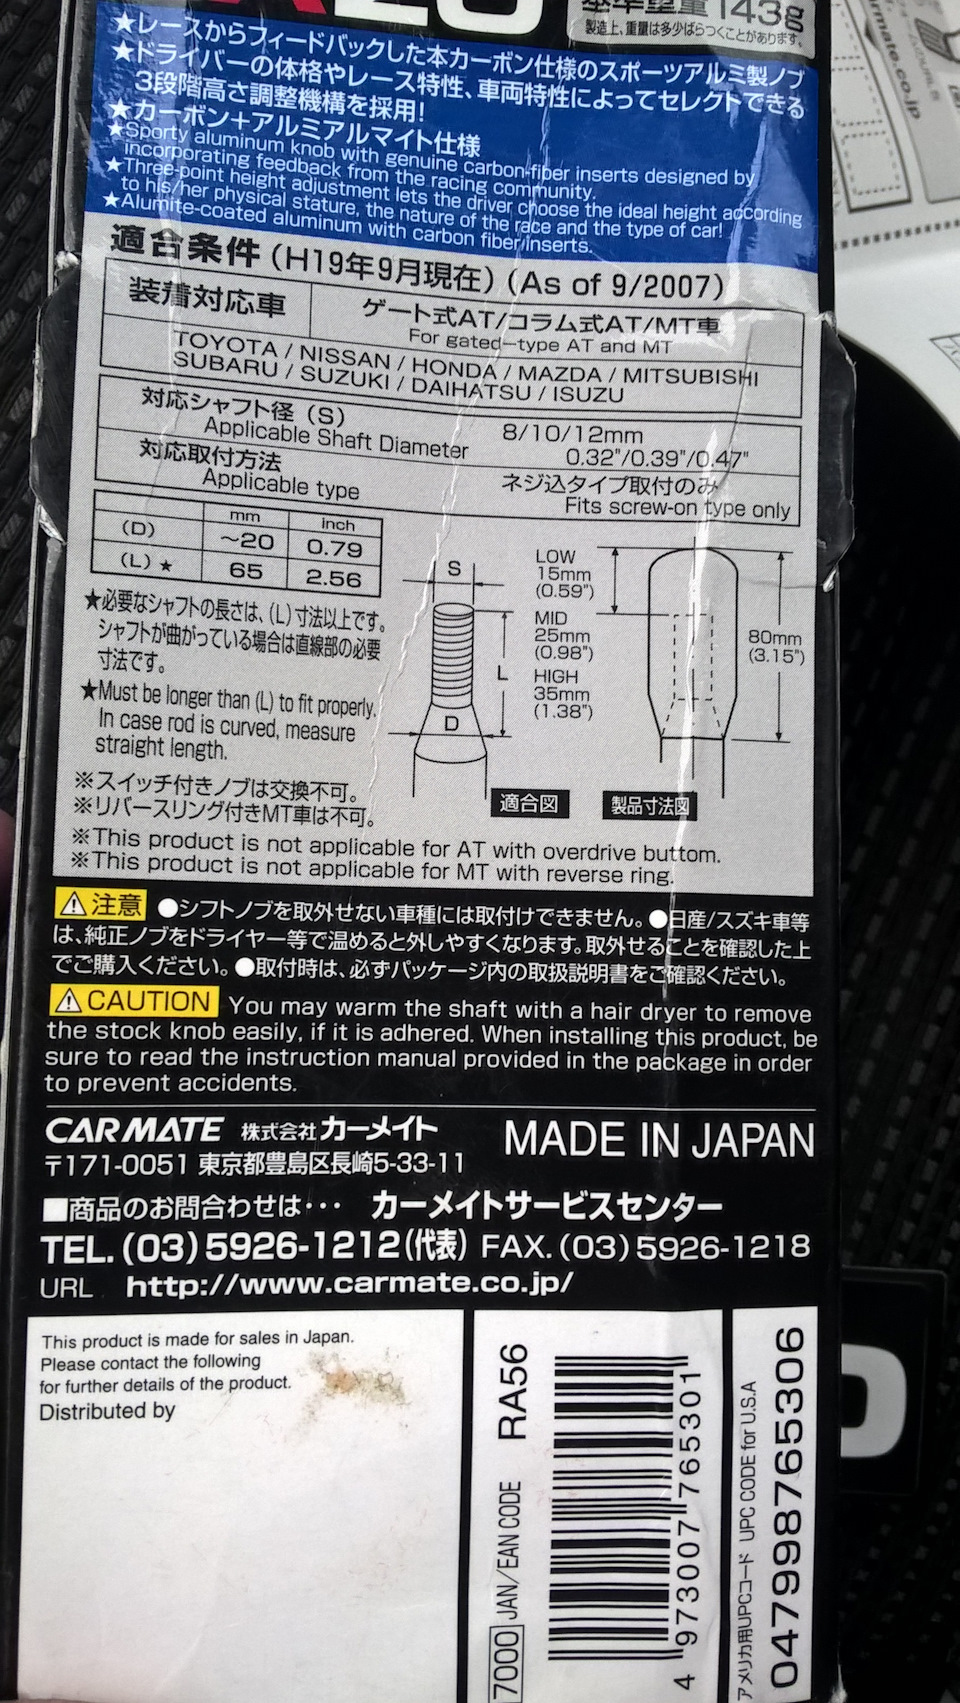 基準重量143g
製造上、重量は多少ばらつくことがあります。
★レースからフィードバックした本カーボン仕様のスポーツアルミ製ノブ
★ドライバーの体格やレース特性、車両特性によってセレクトできる
3段階高さ調整機構を採用!
★カーボン+アルミアルマイト仕様
★Sporty aluminum knob with genuine carbon-fiber inserts designed by
incorporating feedback from the racing community.
★Three-point height adjustment lets the driver choose the ideal height according
to his/her physical stature, the nature of the race and the type of car!
★Alumite-coated aluminum with carbon fiber inserts.
適合条件 (H19年9月現在) (As of 9/2007)
装着対応車 ゲート式AT/コラム式AT/MT車
For gated-type AT and MT
TOYOTA / NISSAN / HONDA / MAZDA / MITSUBISHI
SUBARU / SUZUKI / DAIHATSU / ISUZU
対応シャフト径 (S) 8/10/12mm
Applicable Shaft Diameter 0.32"/0.39"/0.47"
対応取付方法 ネジ込タイプ取付のみ
Applicable type Fits screw-on type only
mm inch
(D) ~20 0.79
(L)★ 65 2.56
★必要なシャフトの長さは、(L)寸法以上です。
シャフトが曲がっている場合は直線部の必要
寸法です。
★Must be longer than (L) to fit properly.
In case rod is curved, measure
straight length.
S
L
D
LOW
15mm
(0.59")
MID
25mm
(0.98")
HIGH
35mm
(1.38")
80mm
(3.15")
適合図 製品寸法図
※スイッチ付きノブは交換不可。
※リバースリング付きMT車は不可。
※This product is not applicable for AT with overdrive buttom.
※This product is not applicable for MT with reverse ring.
注意 ●シフトノブを取外せない車種には取付けできません。●日産/スズキ車等
は、純正ノブをドライヤー等で温めると外しやすくなります。取外せることを確認した上
でご購入ください。●取付時は、必ずパッケージ内の取扱説明書をご確認ください。
CAUTION You may warm the shaft with a hair dryer to remove
the stock knob easily, if it is adhered. When installing this product, be
sure to read the instruction manual provided in the package in order
to prevent accidents.
CARMATE 株式会社カーメイト MADE IN JAPAN
〒171-0051 東京都豊島区長崎5-33-11
■商品のお問合わせは･･･ カーメイトサービスセンター
TEL. (03) 5926-1212(代表) FAX. (03) 5926-1218
URL http://www.carmate.co.jp/
This product is made for sales in Japan.
Please contact the following
for further details of the product.
Distributed by
7000 JAN/EAN CODE RA56
4 973007 765301
アメリカ用UPCコード UPC CODE for U.S.A
047998765306
armate.co.jp